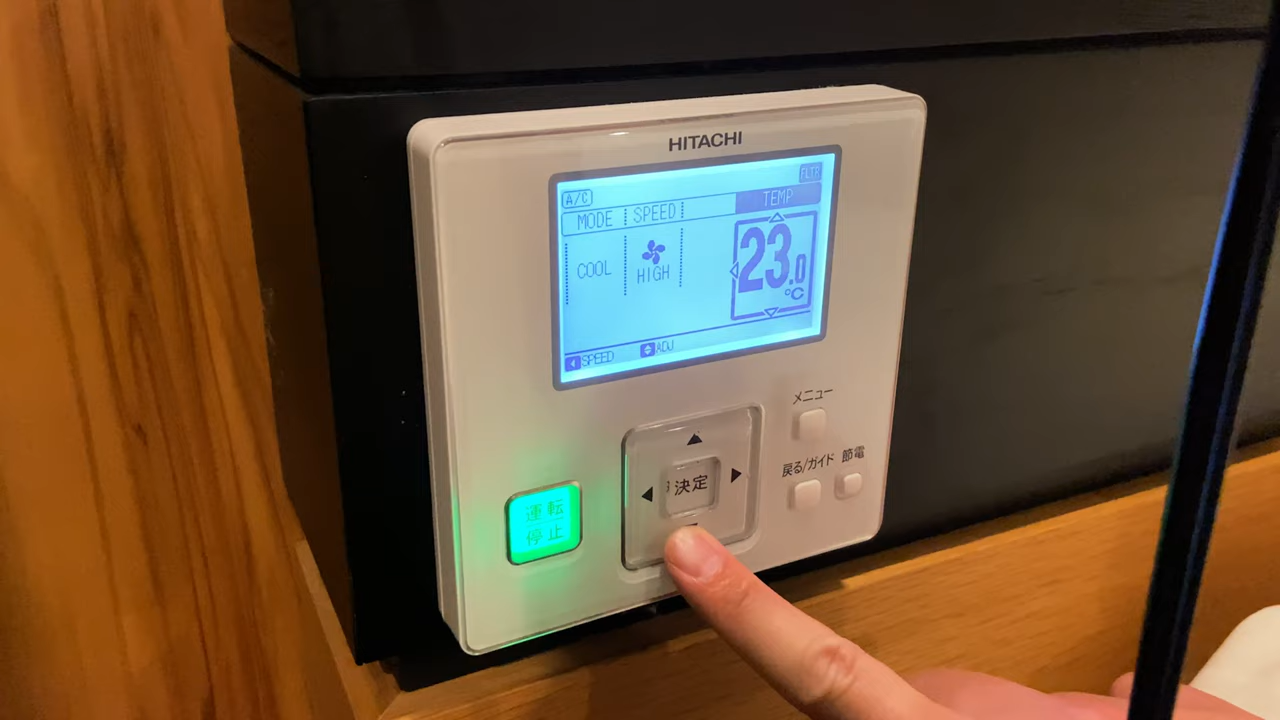 HITACHI
FLTR
A/C
MODE SPEED TEMP
COOL HIGH 23.0 ℃
SPEED ADJ
メニュー
戻る/ガイド 節電
決定
運転
停止